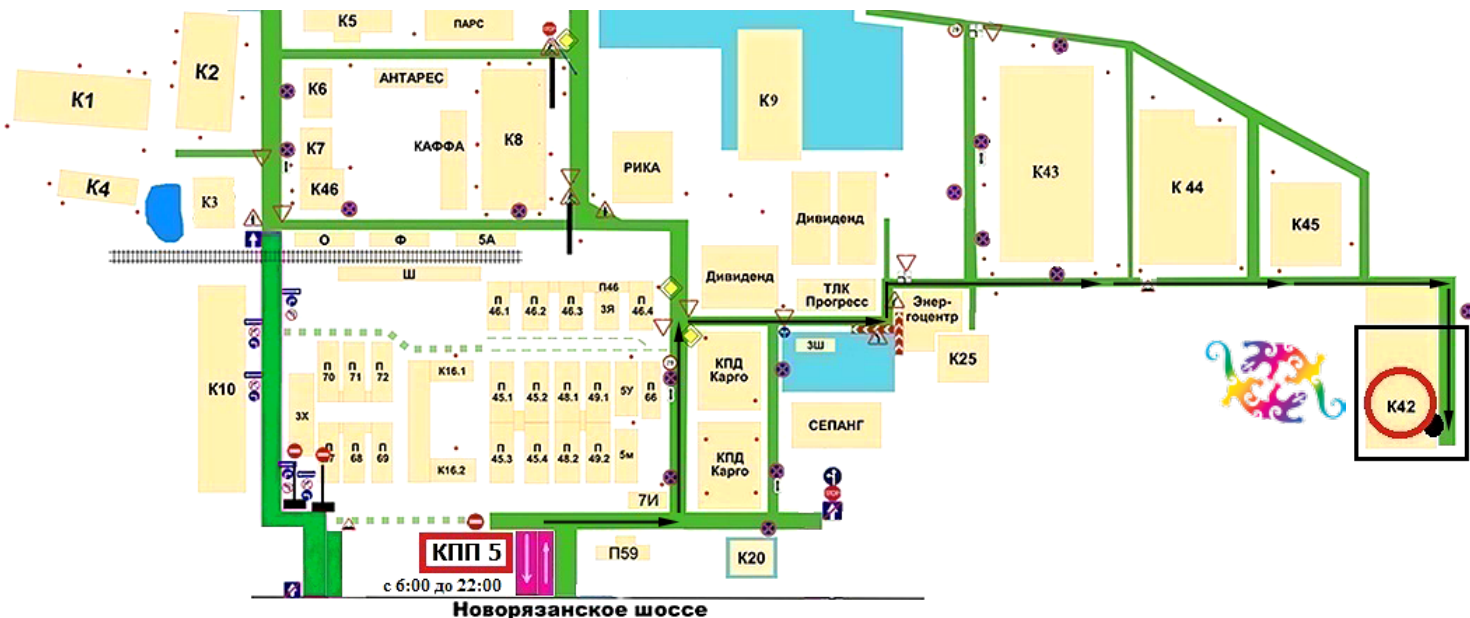 К5
ПАРС
STOP
К2
К1
К6
АНТАРЕС
К9
К7
КАФФА
К8
РИКА
К43
К 44
К4
К3
К46
К45
Дивиденд
О
Ф
5А
Ш
Дивиденд
П46
П
46.1
П
46.2
П
46.3
ЗЯ
П
46.4
ТЛК
Прогресс
Энер-
гоцентр
ЗШ
К25
К10
П
70
П
71
П
72
К16.1
П
45.1
П
45.2
П
48.1
П
49.1
5У
П
66
КПД
Карго
К42
3Х
СЕПАНГ
П
68
П
69
К16.2
П
45.3
П
45.4
П
48.2
П
49.2
5м
КПД
Карго
7И
STOP
КПП 5
П59
К20
с 6:00 до 22:00
Новорязанское шоссе